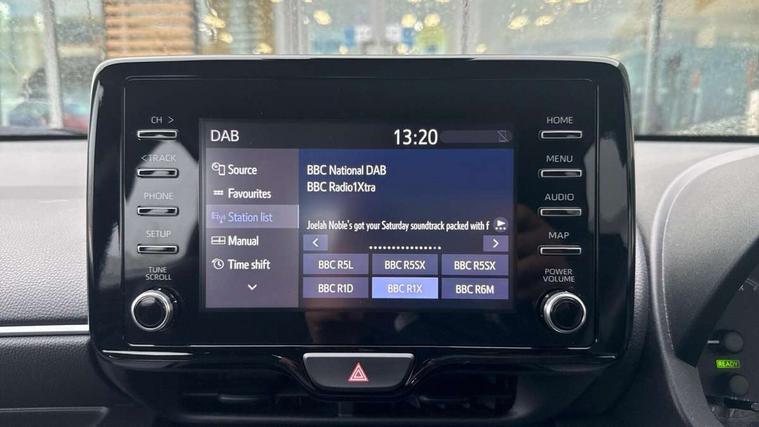 CH >
< TRACK
PHONE
SETUP
TUNE
SCROLL
DAB
13:20
Source
Favourites
Station list
Manual
Time shift
BBC National DAB
BBC Radio1Xtra
Joelah Noble's got your Saturday soundtrack packed with f
< >
BBC R5L BBC R5SX BBC R5SX
BBC R1D BBC R1X BBC R6M
HOME
MENU
AUDIO
MAP
POWER
VOLUME
READY